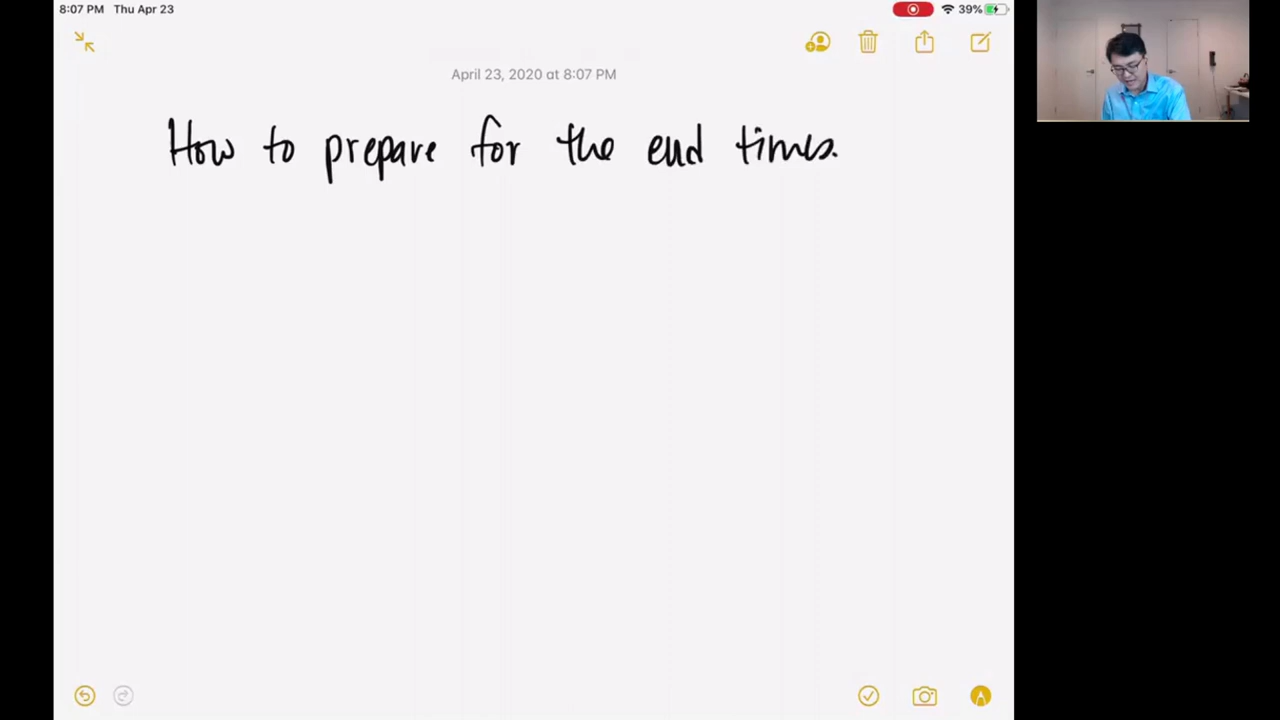 8:07 PM Thu Apr 23
39%
April 23, 2020 at 8:07 PM
How to prepare for the end times.